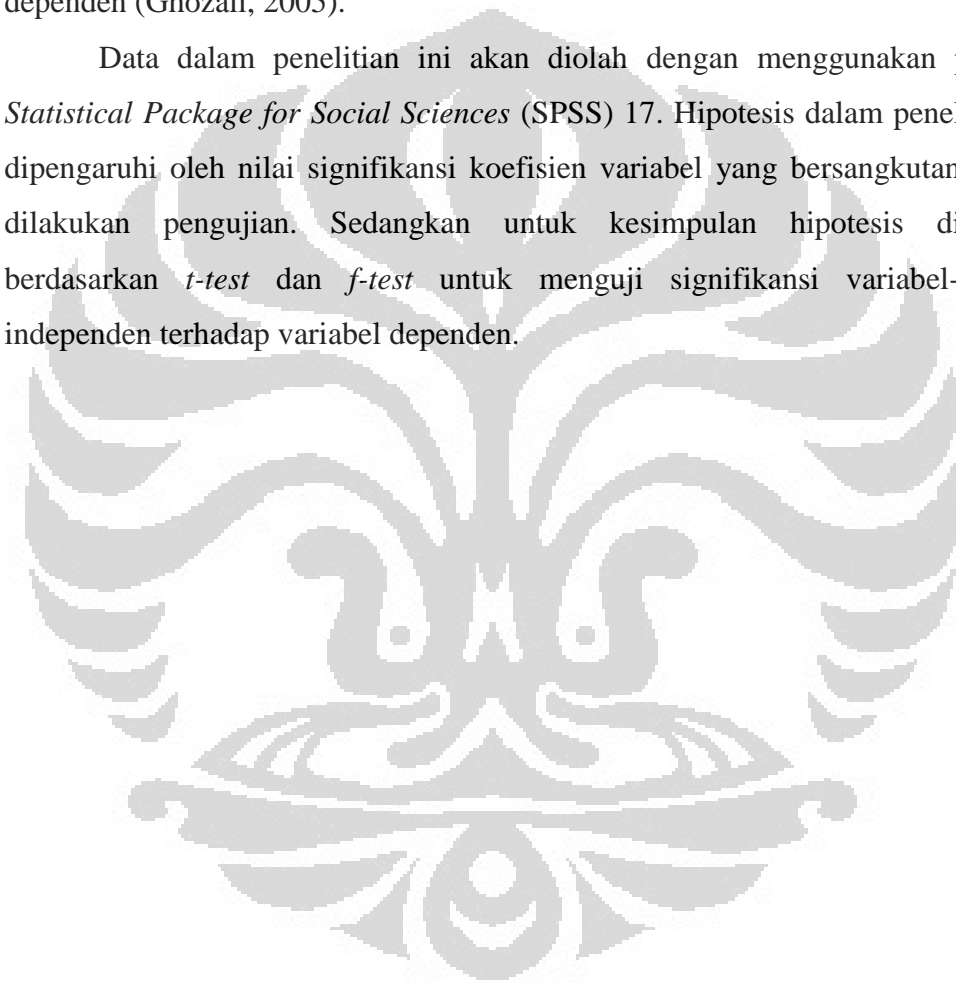 dependen (Ghozali, 2005).
Data dalam penelitian ini akan diolah dengan menggunakan
Statistical Package for Social Sciences (SPSS) 17. Hipotesis dalam
dipengaruhi oleh nilai signifikansi koefisien variabel yang bersangkutan
dilakukan pengujian. Sedangkan untuk kesimpulan hipotesis
berdasarkan t-test dan f-test untuk menguji signifikansi variabel-
independen terhadap variabel dependen.